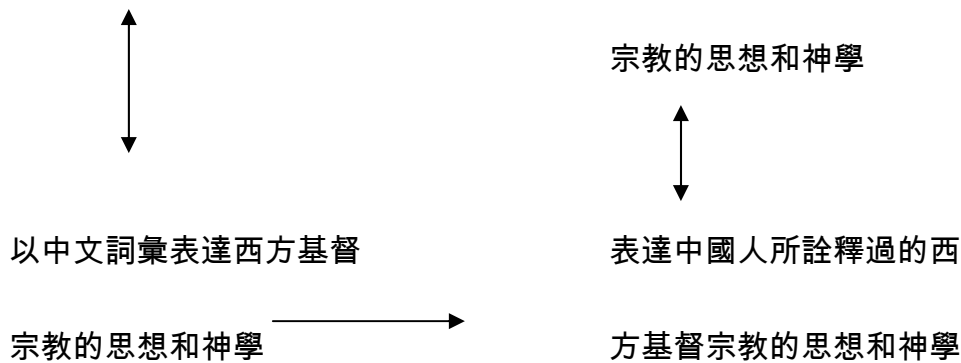 宗教的思想和神學
以中文詞彙表達西方基督
宗教的思想和神學
表達中國人所詮釋過的西
方基督宗教的思想和神學